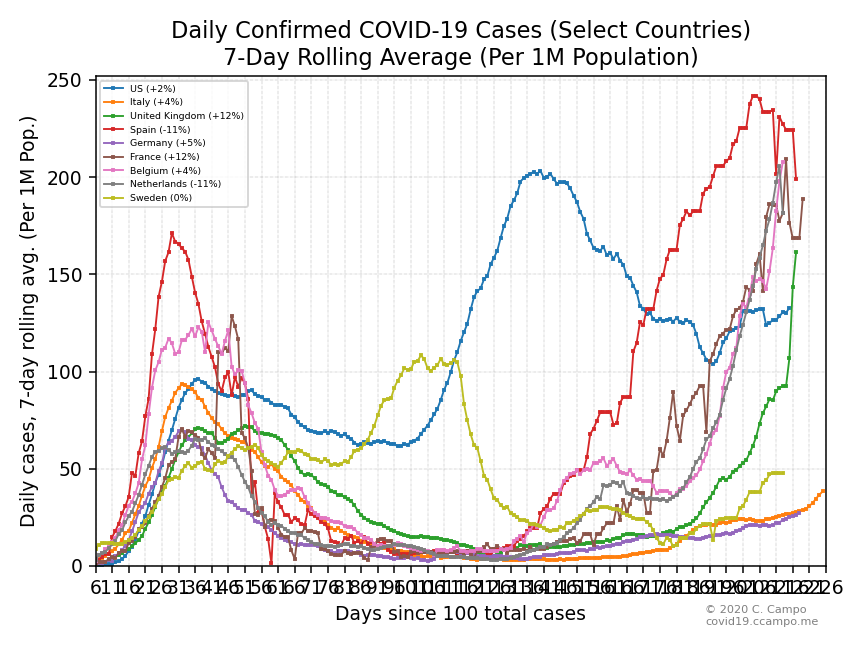 Daily Confirmed COVID-19 Cases (Select Countries)
7-Day Rolling Average (Per 1M Population)
Daily cases, 7-day rolling avg. (Per 1M Pop.)
250
200
150
100
50
0
US (+2%)
Italy (+4%)
United Kingdom (+12%)
Spain (-11%)
Germany (+5%)
France (+12%)
Belgium (+4%)
Netherlands (-11%)
Sweden (0%)
Days since 100 total cases
© 2020 C. Campo
covid19.ccampo.me